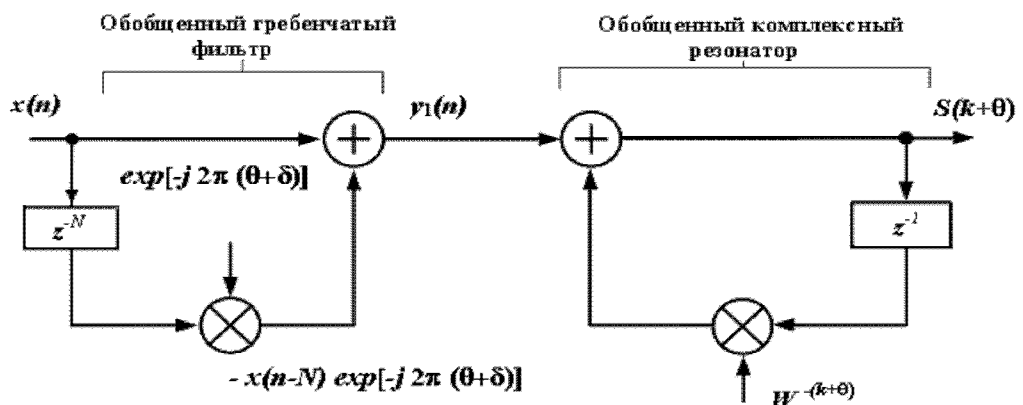 Обобщенный гребенчатый
фильтр
Обобщенный комплексный
резонатор
x(n)
y₁(n)
S(k+θ)
exp[-j 2π (θ+δ)]
z⁻ᴺ
z⁻¹
- x(n-N) exp[-j 2π (θ+δ)]
W⁻⁽ᵏ⁺ᶿ⁾